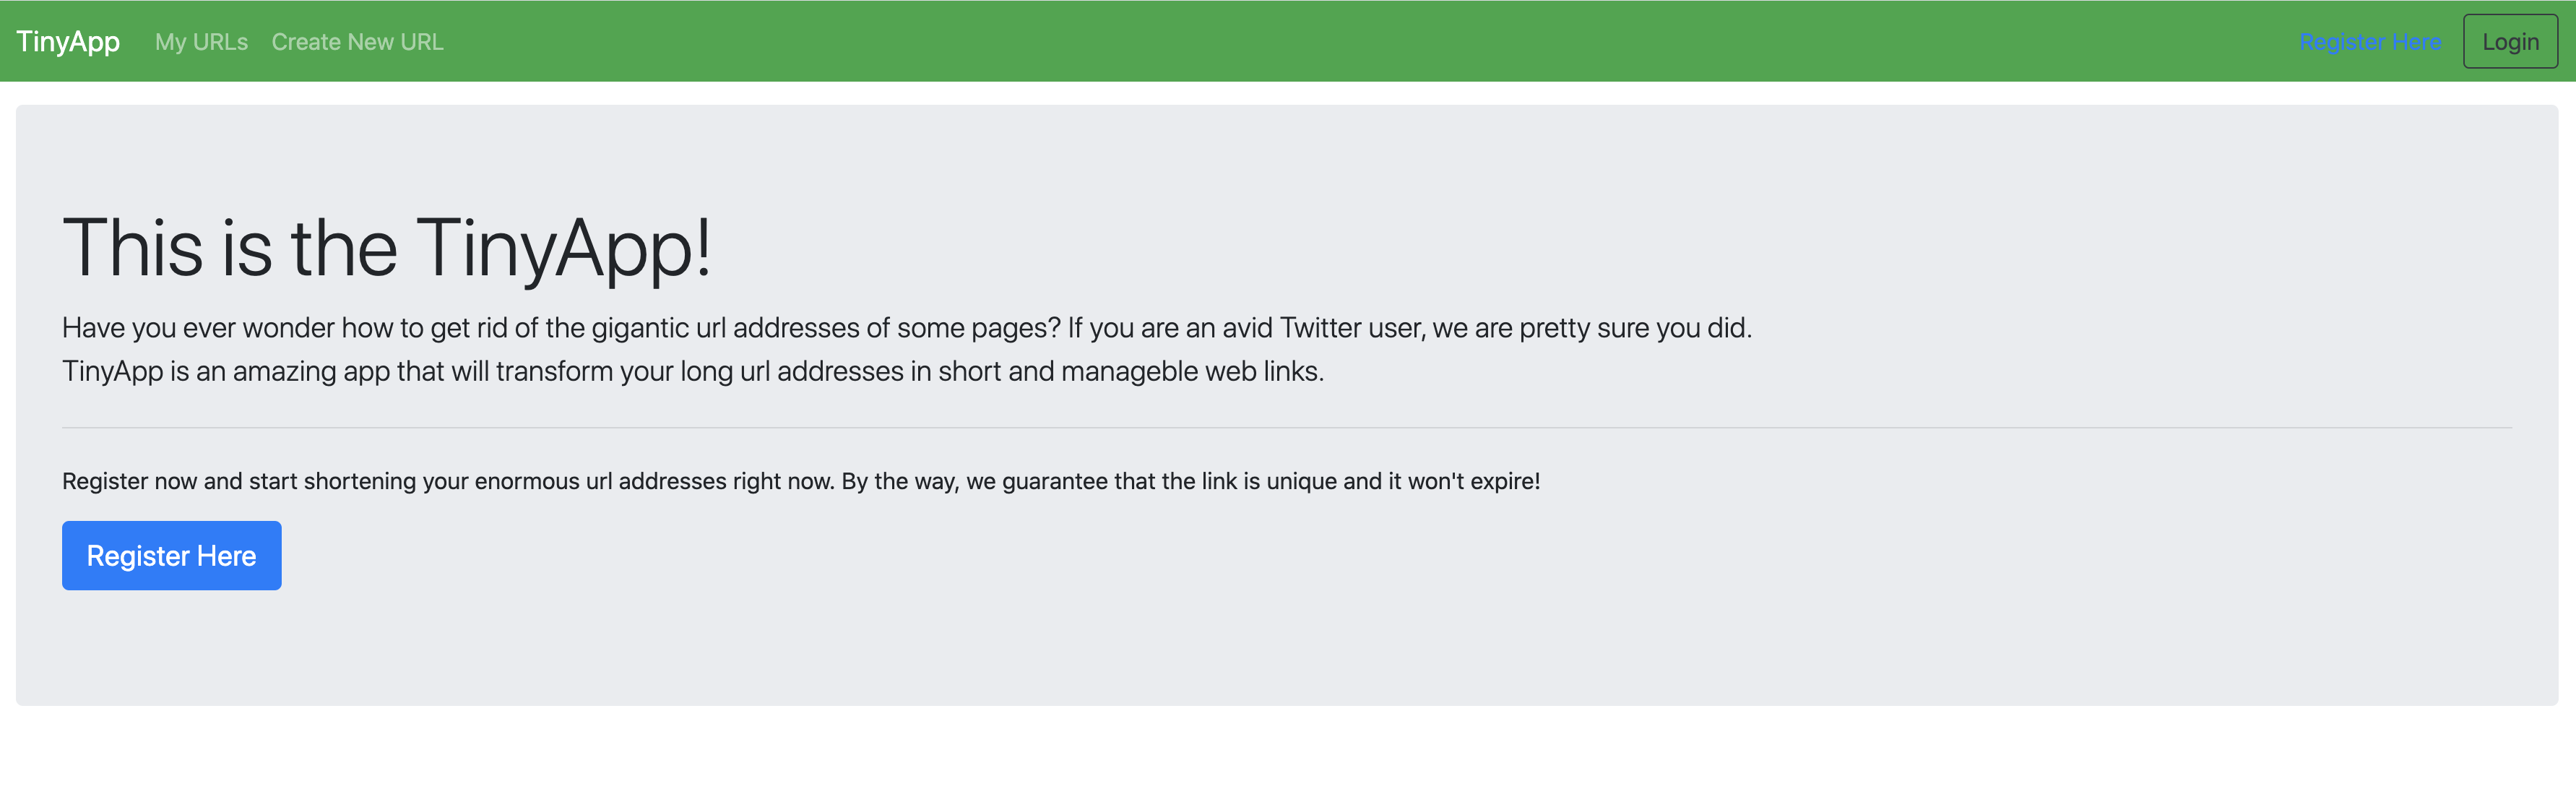 TinyApp My URLs Create New URL Register Here Login
This is the TinyApp!
Have you ever wonder how to get rid of the gigantic url addresses of some pages? If you are an avid Twitter user, we are pretty sure you did.
TinyApp is an amazing app that will transform your long url addresses in short and manageble web links.
Register now and start shortening your enormous url addresses right now. By the way, we guarantee that the link is unique and it won't expire!
Register Here